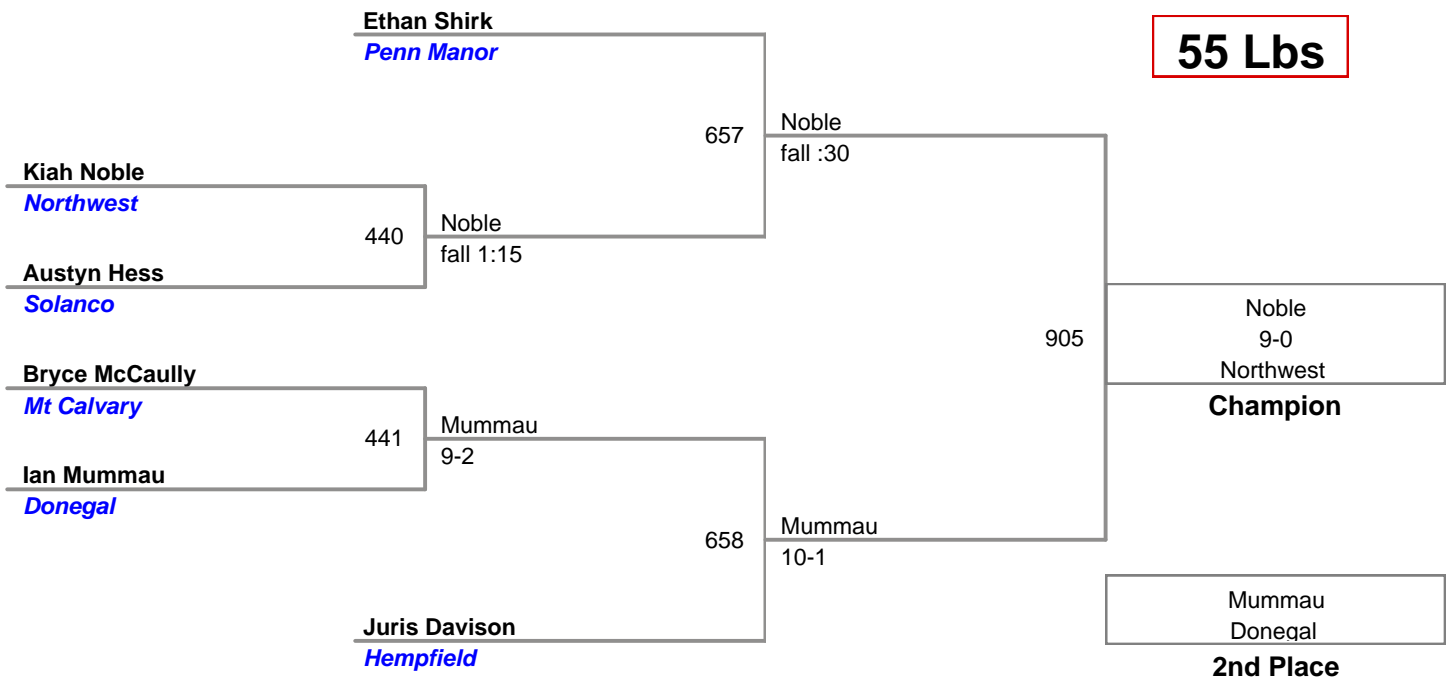 Ethan Shirk
Penn Manor
55 Lbs
657
Noble
fall :30
Kiah Noble
Northwest
440
Noble
fall 1:15
Austyn Hess
Solanco
905
Noble
9-0
Northwest
Champion
Bryce McCaully
Mt Calvary
441
Mummau
9-2
Ian Mummau
Donegal
658
Mummau
10-1
Juris Davison
Hempfield
Mummau
Donegal
2nd Place